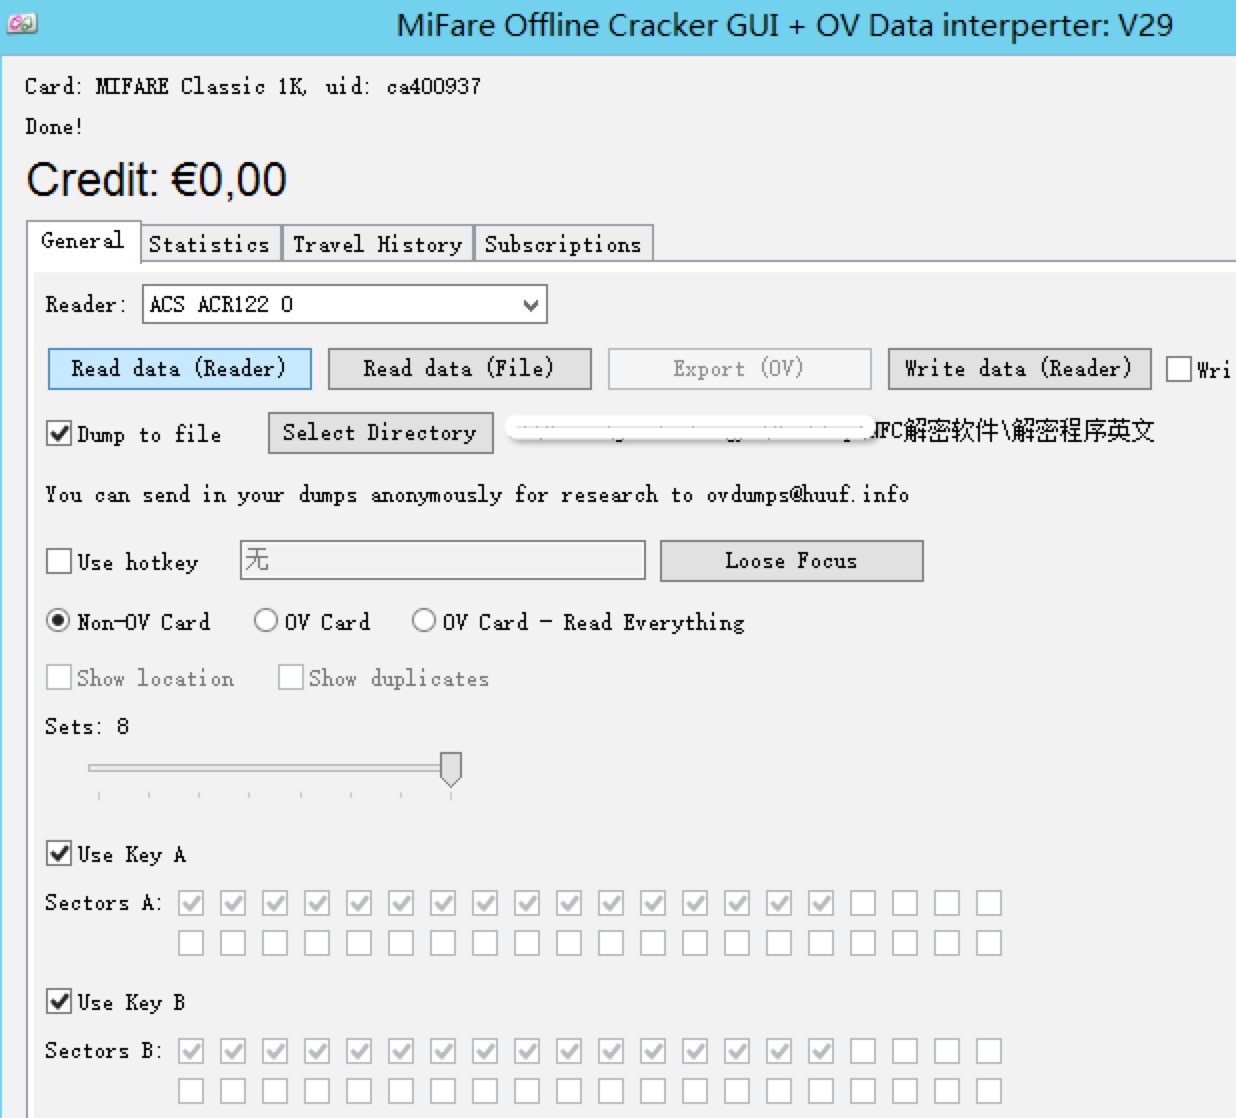 MiFare Offline Cracker GUI + OV Data interperter: V29
Card: MIFARE Classic 1K, uid: ca400937
Done!
Credit: €0,00
General Statistics Travel History Subscriptions
Reader: ACS ACR122 0
Read data (Reader) Read data (File) Export (OV) Write data (Reader) Wri
Dump to file Select Directory NFC解密软件\解密程序英文
You can send in your dumps anonymously for research to ovdumps@huuf.info
Use hotkey 无 Loose Focus
Non-OV Card OV Card OV Card - Read Everything
Show location Show duplicates
Sets: 8
Use Key A
Sectors A:
Use Key B
Sectors B: